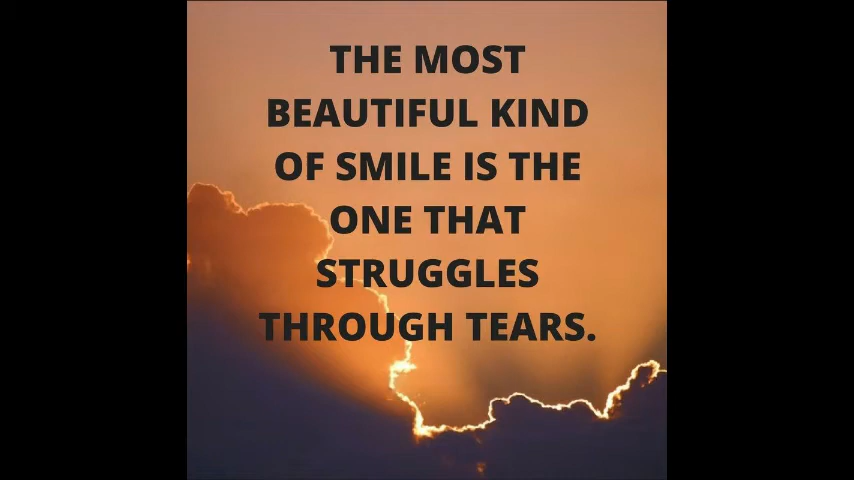 THE MOST
BEAUTIFUL KIND
OF SMILE IS THE
ONE THAT
STRUGGLES
THROUGH TEARS.